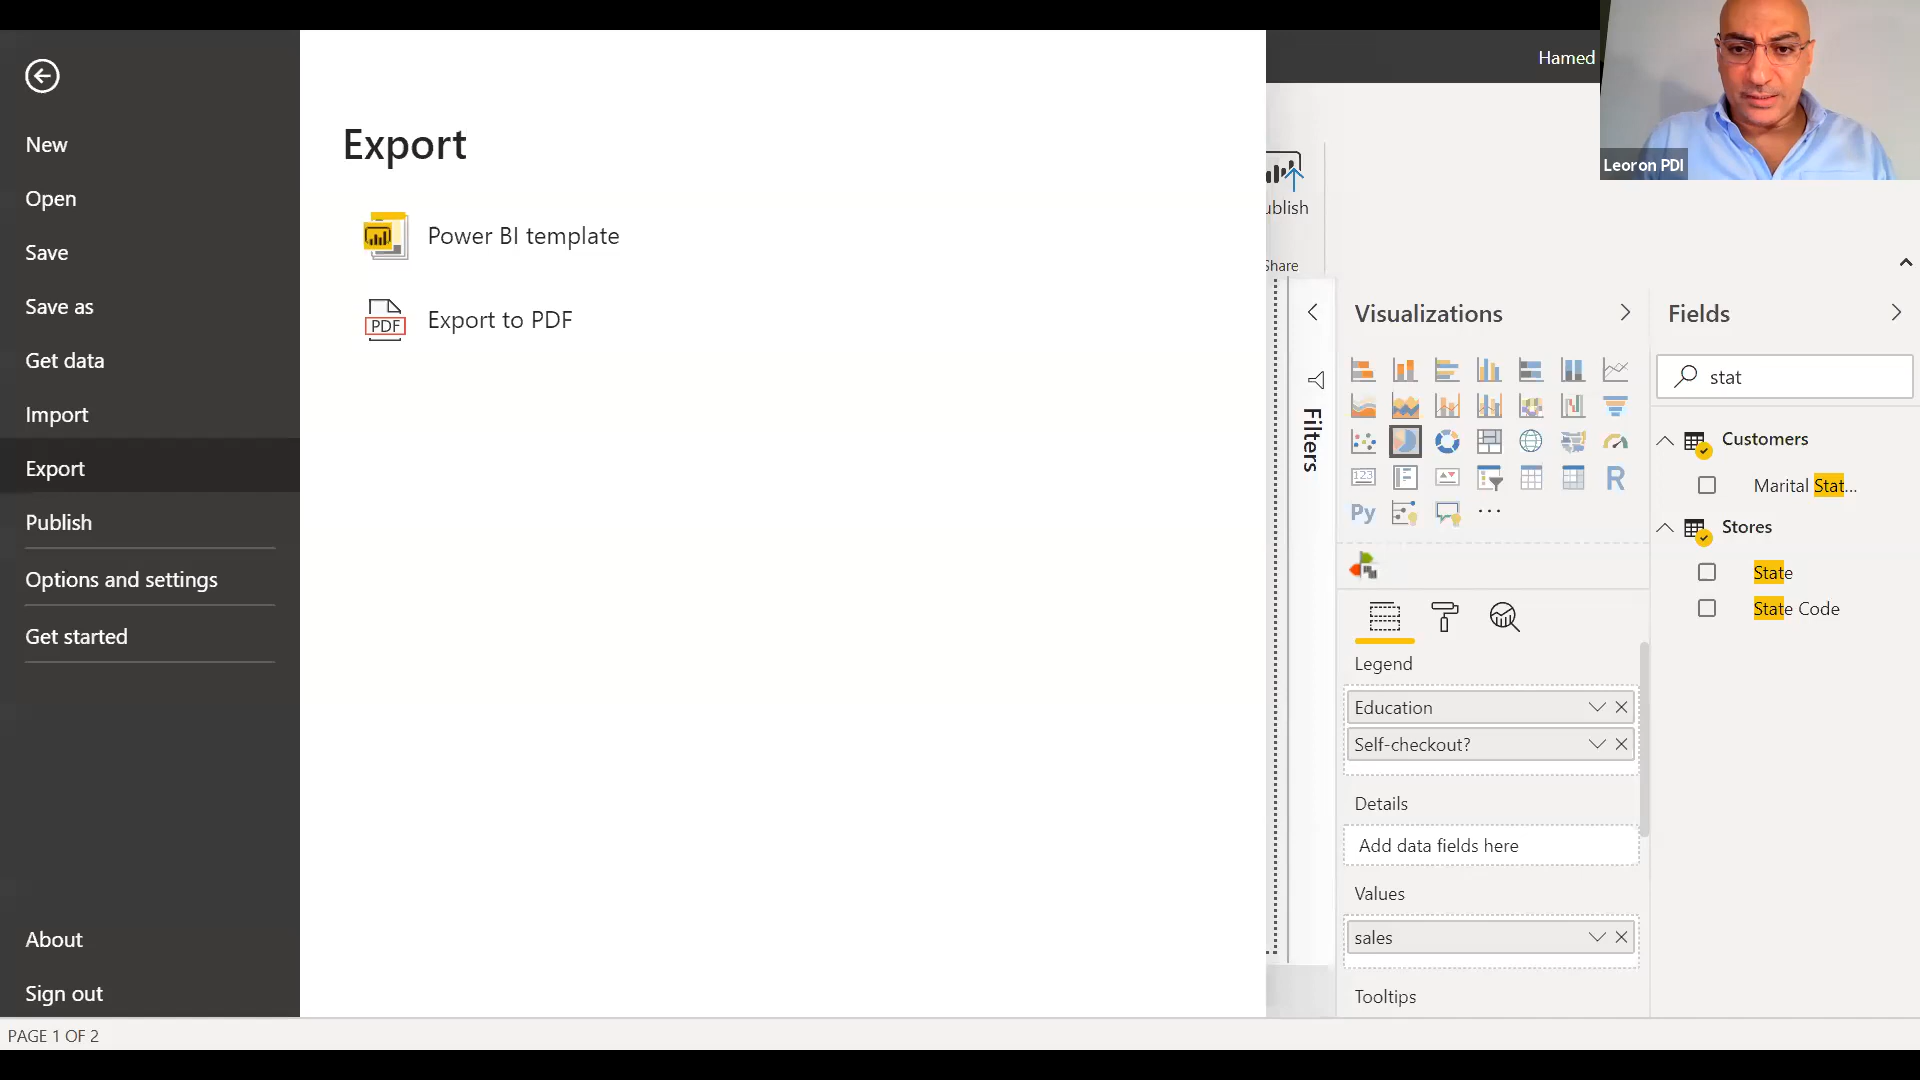 New
Open
Save
Save as
Get data
Import
Export
Publish
Options and settings
Get started
About
Sign out
Export
Power BI template
PDF
Export to PDF
Hamed
Leoron PDI
ublish
Share
Filters
Visualizations
123
R
Py
Legend
Education
Self-checkout?
Details
Add data fields here
Values
sales
Tooltips
Fields
stat
Customers
Marital Stat...
Stores
State
State Code
PAGE 1 OF 2